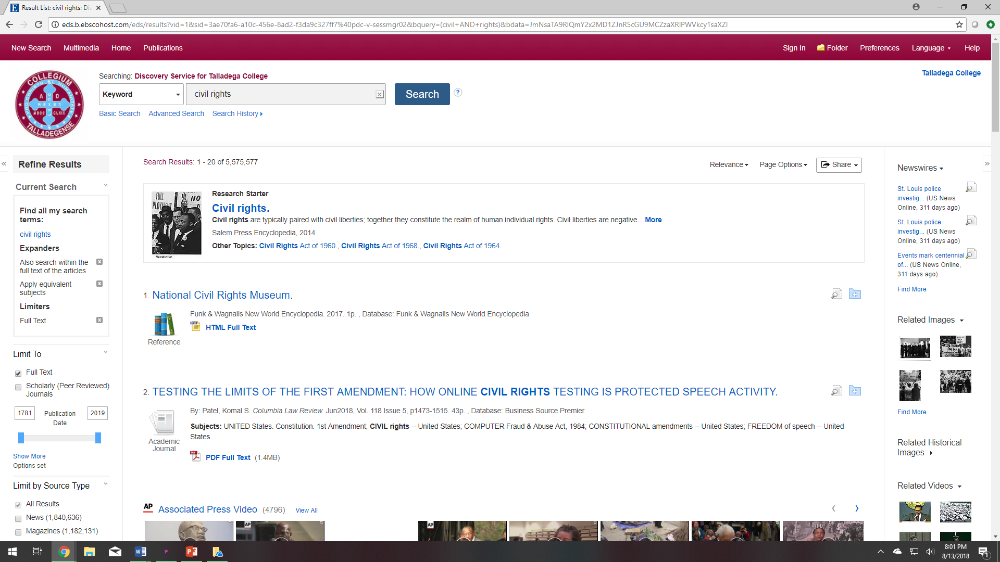 Result List: civil rights: Dis
eds.b.ebscohost.com/eds/results?vid=1&sid=3ae70fa6-a10c-456e-8ad2-f3da9c327ff7%40pdc-v-sessmgr02&bquery=(civil+AND+rights)&bdata=JmNsaTA9RlQmY2x2MD1ZJnR5cGU9MCZzaXRlPWVkcy1saXZl
New Search Multimedia Home Publications
Sign In Folder Preferences Language Help
COLLEGIUM
TALLADEGENSE
MDCC CLXIX
Searching: Discovery Service for Talladega College
Talladega College
Keyword civil rights Search ?
Basic Search Advanced Search Search History
Refine Results
Current Search
Find all my search
terms:
civil rights
Expanders
Also search within the
full text of the articles
Apply equivalent
subjects
Limiters
Full Text
Limit To
Full Text
Scholarly (Peer Reviewed)
Journals
1781 Publication 2019
Date
Show More
Options set
Limit by Source Type
All Results
News (1,840,636)
Magazines (1,182,131)
Search Results: 1 - 20 of 5,575,577
Relevance Page Options Share
FULL
PLOYMENT
NO
Research Starter
Civil rights.
Civil rights are typically paired with civil liberties; together they constitute the realm of human individual rights. Civil liberties are negative... More
Salem Press Encyclopedia, 2014
Other Topics: Civil Rights Act of 1960., Civil Rights Act of 1968., Civil Rights Act of 1964.
National Archives
1. National Civil Rights Museum.
Funk & Wagnalls New World Encyclopedia. 2017. 1p. , Database: Funk & Wagnalls New World Encyclopedia
HTML Full Text
Reference
2. TESTING THE LIMITS OF THE FIRST AMENDMENT: HOW ONLINE CIVIL RIGHTS TESTING IS PROTECTED SPEECH ACTIVITY.
By: Patel, Komal S. Columbia Law Review. Jun2018, Vol. 118 Issue 5, p1473-1515. 43p. , Database: Business Source Premier
Subjects: UNITED States. Constitution. 1st Amendment; CIVIL rights -- United States; COMPUTER Fraud & Abuse Act, 1984; CONSTITUTIONAL amendments -- United States; FREEDOM of speech -- United
States
Academic
Journal
PDF Full Text (1.4MB)
AP Associated Press Video (4796) View All
AP
AP
Newswires
St. Louis police
investig... (US News
Online, 311 days ago)
St. Louis police
investig... (US News
Online, 311 days ago)
Events mark centennial
of... (US News Online,
311 days ago)
Find More
Related Images
Find More
Related Historical
Images
Related Videos
8:01 PM
8/13/2018
1